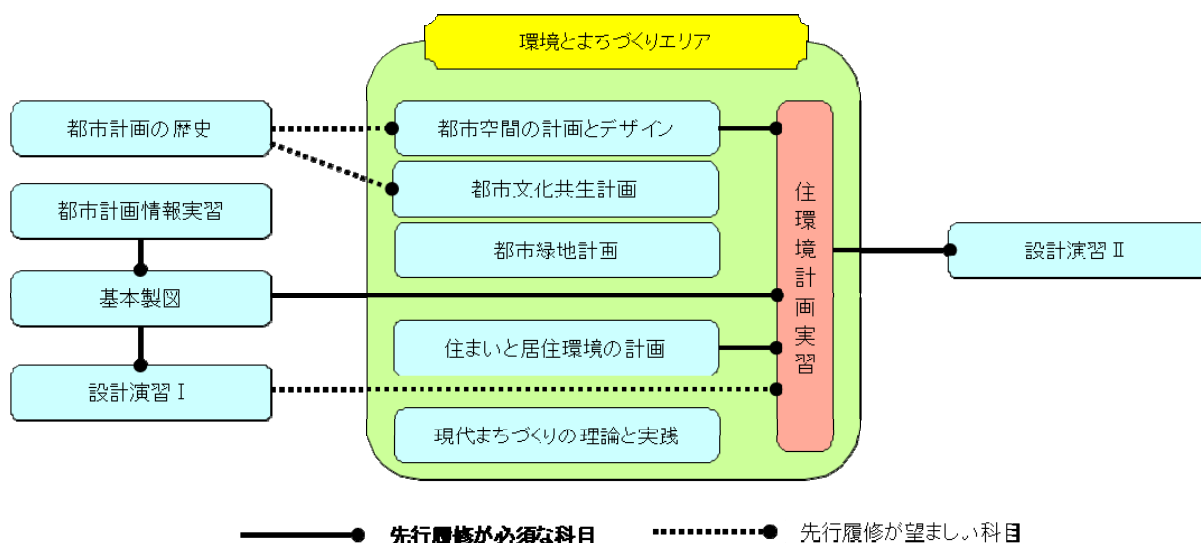 環境とまちづくりエリア
都市計画の歴史
都市空間の計画とデザイン
都市文化共生計画
都市計画情報実習
都市緑地計画
住環境計画実習
設計演習Ⅱ
基本製図
住まいと居住環境の計画
設計演習Ⅰ
現代まちづくりの理論と実践
先行履修が必須な科目
先行履修が望ましい科目